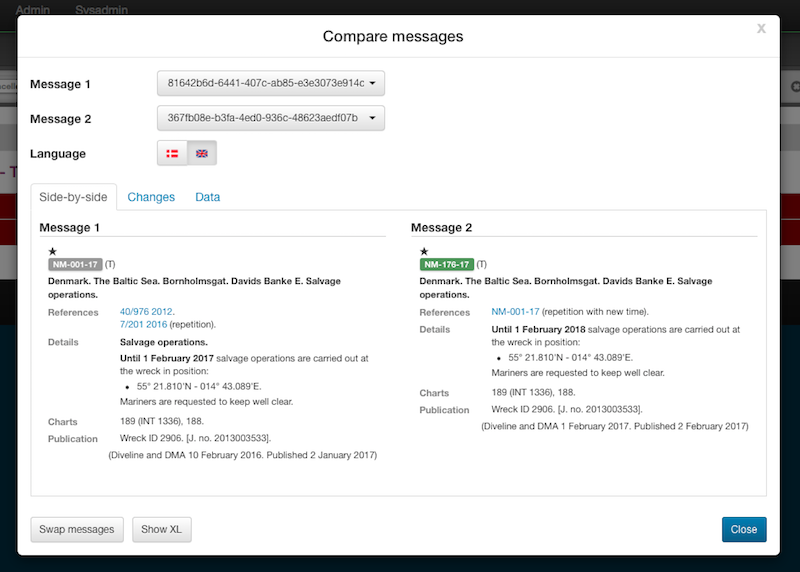 Admin Sysadmin
Compare messages
x
Message 1 81642b6d-6441-407c-ab85-e3e3073e914c
Message 2 367fb08e-b3fa-4ed0-936c-48623aedf07b
Language
Side-by-side Changes Data
Message 1
★
NM-001-17 (T)
Denmark. The Baltic Sea. Bornholmsgat. Davids Banke E. Salvage
operations.
References 40/976 2012.
7/201 2016 (repetition).
Details Salvage operations.
Until 1 February 2017 salvage operations are carried out at
the wreck in position:
• 55° 21.810'N - 014° 43.089'E.
Mariners are requested to keep well clear.
Charts 189 (INT 1336), 188.
Publication Wreck ID 2906. [J. no. 2013003533].
(Diveline and DMA 10 February 2016. Published 2 January 2017)
Message 2
★
NM-176-17 (T)
Denmark. The Baltic Sea. Bornholmsgat. Davids Banke E. Salvage
operations.
References NM-001-17 (repetition with new time).
Details Until 1 February 2018 salvage operations are carried out at
the wreck in position:
• 55° 21.810'N - 014° 43.089'E.
Mariners are requested to keep well clear.
Charts 189 (INT 1336), 188.
Publication Wreck ID 2906. [J. no. 2013003533].
(Diveline and DMA 1 February 2017. Published 2 February 2017)
Swap messages Show XL Close